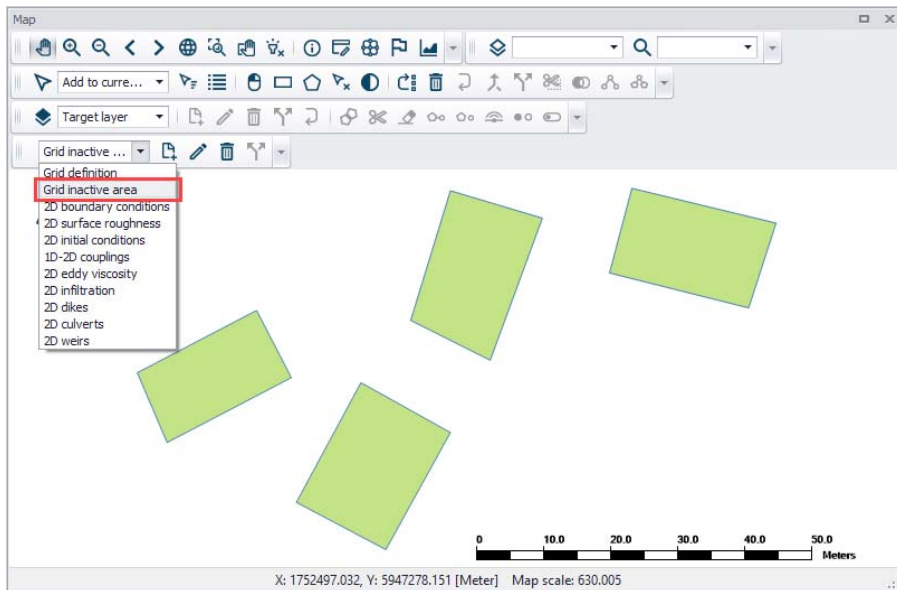 Map
Add to curre...
Target layer
Grid inactive ...
Grid definition
Grid inactive area
2D boundary conditions
2D surface roughness
2D initial conditions
1D-2D couplings
2D eddy viscosity
2D infiltration
2D dikes
2D culverts
2D weirs
0 10.0 20.0 30.0 40.0 50.0
Meters
X: 1752497.032, Y: 5947278.151 [Meter] Map scale: 630.005